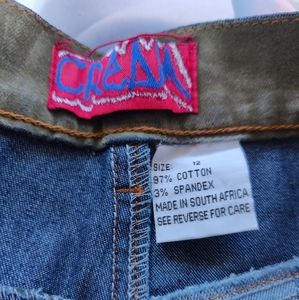 CREAM
SIZE: 12
97% COTTON
3% SPANDEX
MADE IN SOUTH AFRICA
SEE REVERSE FOR CARE